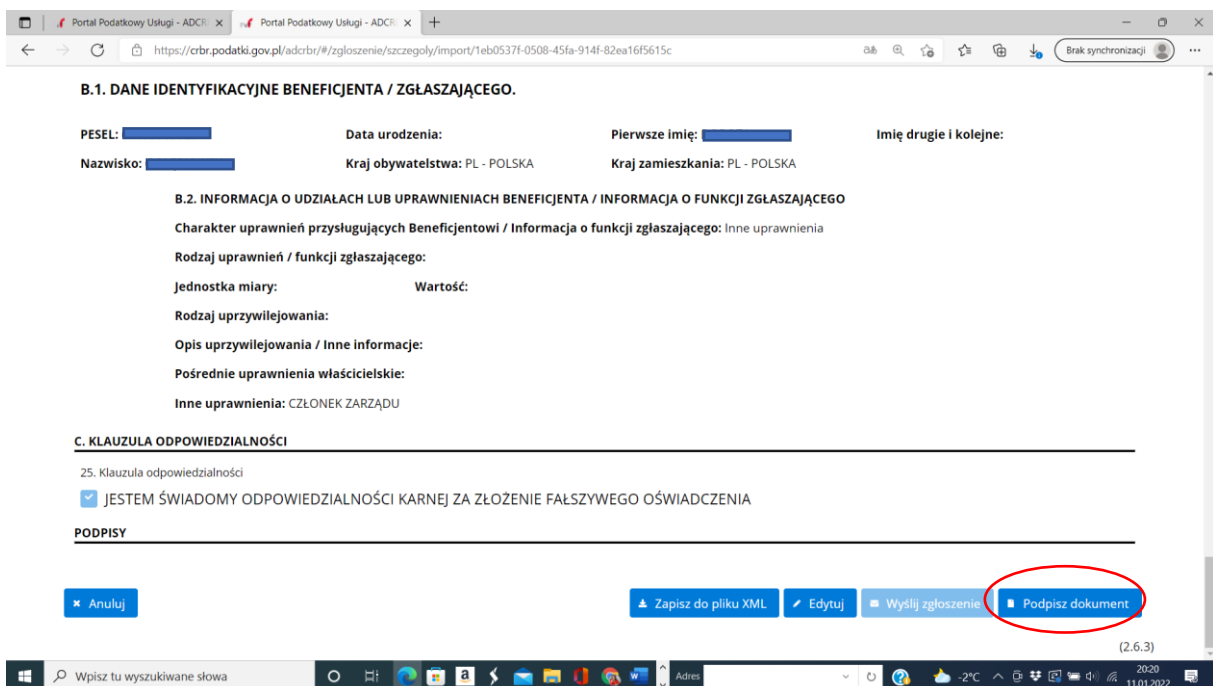 Portal Podatkowy Usługi - ADCR
Portal Podatkowy Usługi - ADCR
https://crbr.podatki.gov.pl/adcrbr/#/zgloszenie/szczegoly/import/1eb0537f-0508-45fa-914f-82ea16f5615c
Brak synchronizacji
B.1. DANE IDENTYFIKACYJNE BENEFICJENTA / ZGŁASZAJĄCEGO.
PESEL: Data urodzenia: Pierwsze imię: Imię drugie i kolejne:
Nazwisko: Kraj obywatelstwa: PL - POLSKA Kraj zamieszkania: PL - POLSKA
B.2. INFORMACJA O UDZIAŁACH LUB UPRAWNIENIACH BENEFICJENTA / INFORMACJA O FUNKCJI ZGŁASZAJĄCEGO
Charakter uprawnień przysługujących Beneficjentowi / Informacja o funkcji zgłaszającego: Inne uprawnienia
Rodzaj uprawnień / funkcji zgłaszającego:
Jednostka miary: Wartość:
Rodzaj uprzywilejowania:
Opis uprzywilejowania / Inne informacje:
Pośrednie uprawnienia właścicielskie:
Inne uprawnienia: CZŁONEK ZARZĄDU
C. KLAUZULA ODPOWIEDZIALNOŚCI
25. Klauzula odpowiedzialności
JESTEM ŚWIADOMY ODPOWIEDZIALNOŚCI KARNEJ ZA ZŁOŻENIE FAŁSZYWEGO OŚWIADCZENIA
PODPISY
Anuluj Zapisz do pliku XML Edytuj Wyślij zgłoszenie Podpisz dokument
(2.6.3)
Wpisz tu wyszukiwane słowa Adres -2°C 20:20
11.01.2022